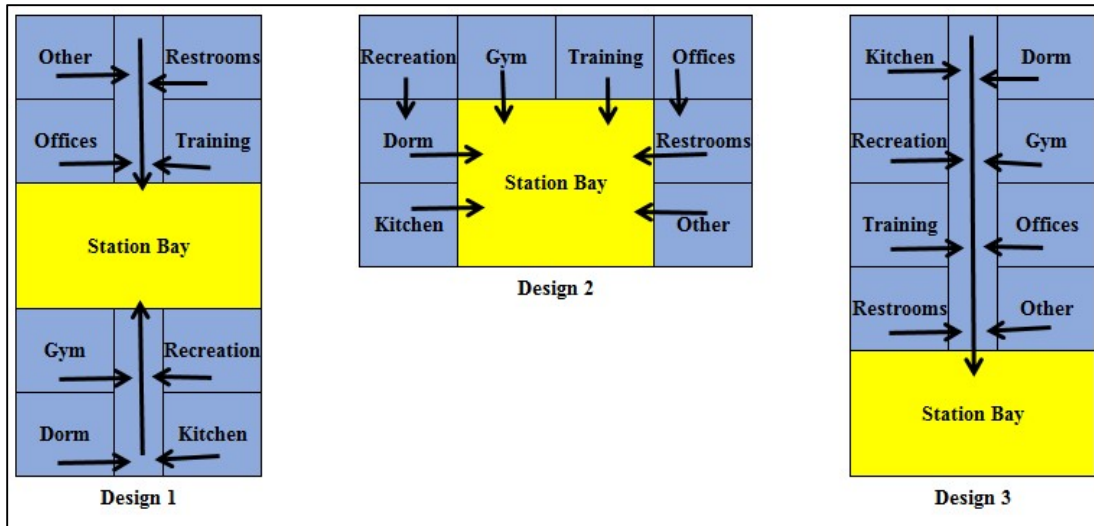 Other
Restrooms
Offices
Training
Station Bay
Gym
Recreation
Dorm
Kitchen
Design 1
Recreation
Gym
Training
Offices
Dorm
Restrooms
Station Bay
Kitchen
Other
Design 2
Kitchen
Dorm
Recreation
Gym
Training
Offices
Restrooms
Other
Station Bay
Design 3